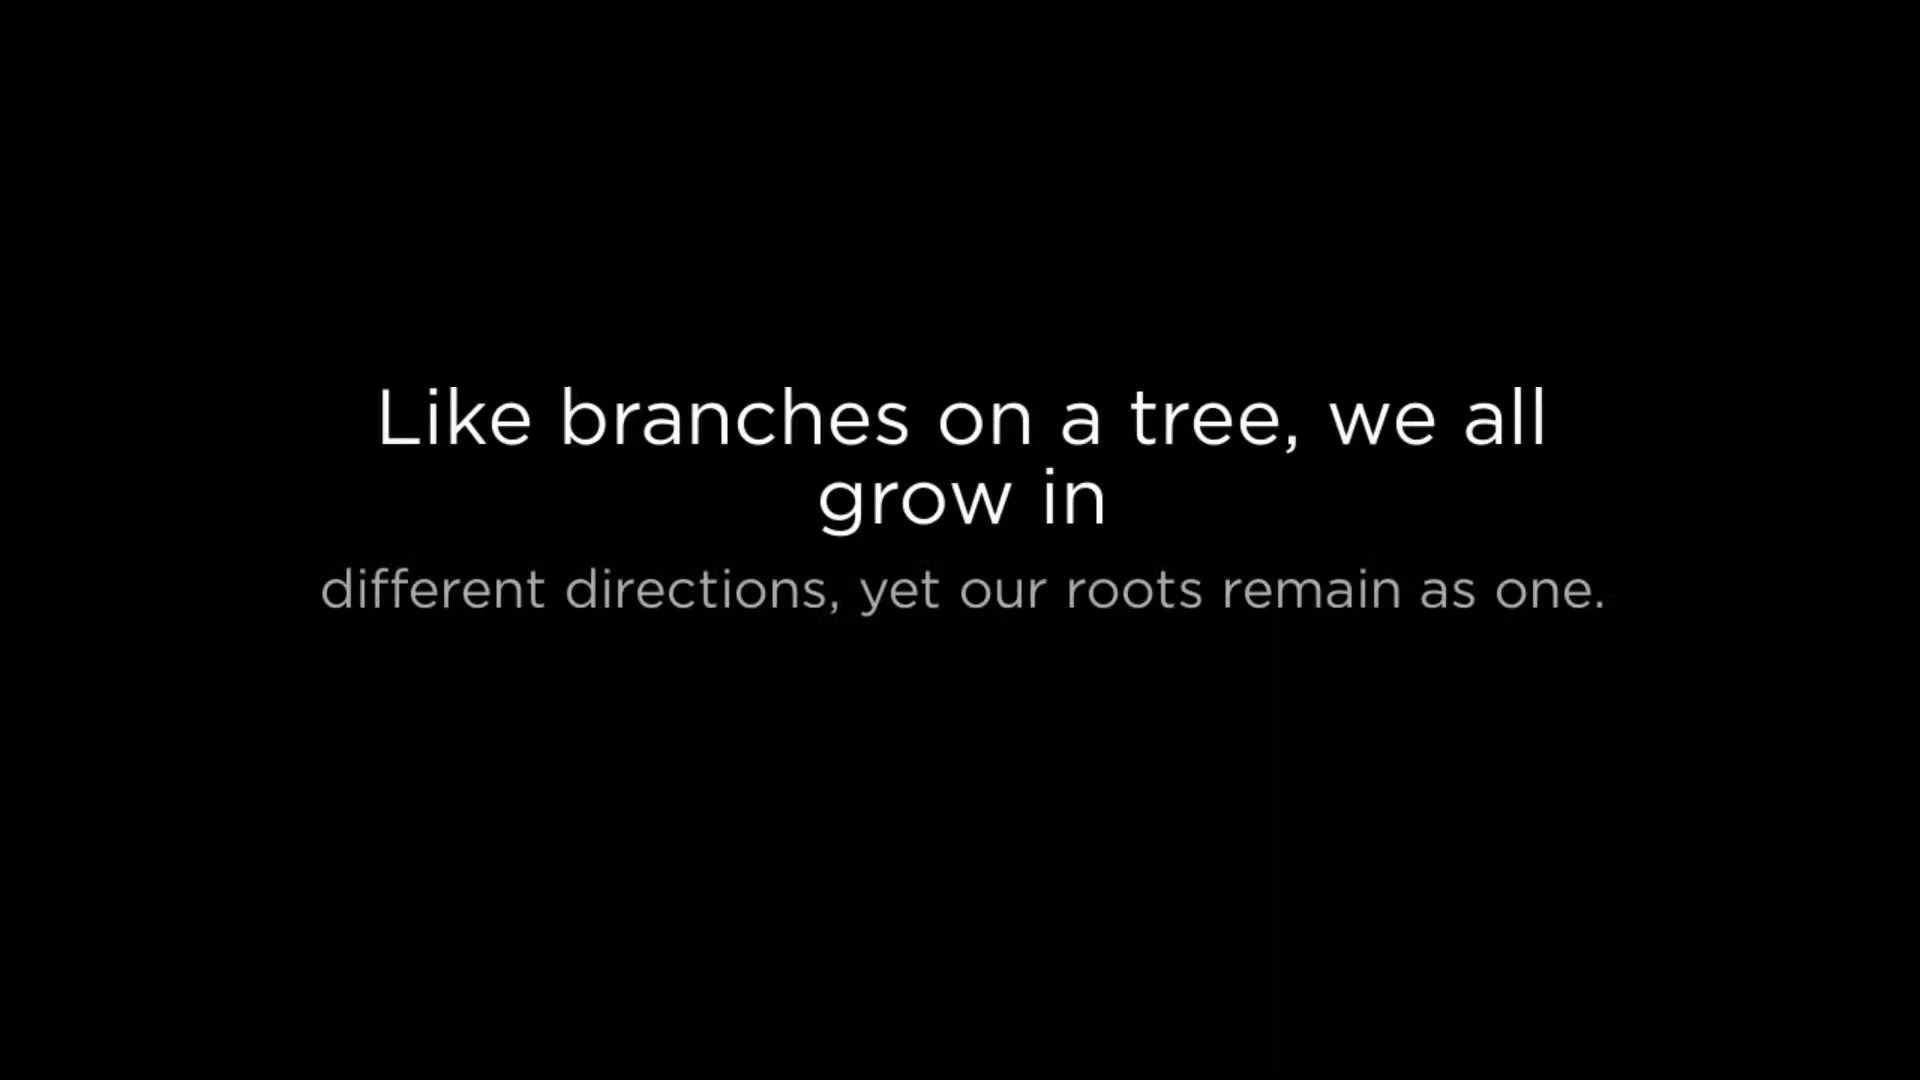 Like branches on a tree, we all
grow in
different directions, yet our roots remain as one.